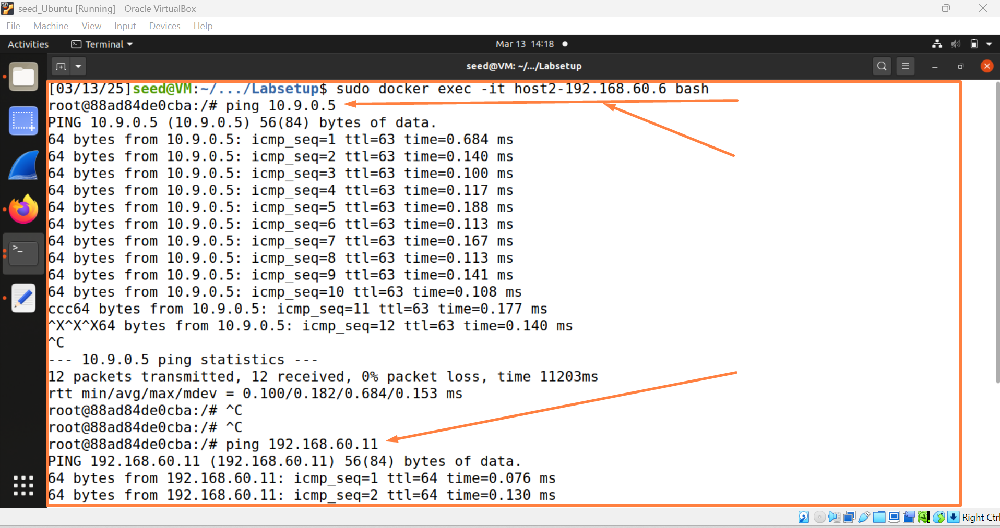 seed_Ubuntu [Running] - Oracle VirtualBox
File Machine View Input Devices Help
Activities Terminal Mar 13 14:18
seed@VM: ~/.../Labsetup
[03/13/25]seed@VM:~/.../Labsetup$ sudo docker exec -it host2-192.168.60.6 bash
root@88ad84de0cba:/# ping 10.9.0.5
PING 10.9.0.5 (10.9.0.5) 56(84) bytes of data.
64 bytes from 10.9.0.5: icmp_seq=1 ttl=63 time=0.684 ms
64 bytes from 10.9.0.5: icmp_seq=2 ttl=63 time=0.140 ms
64 bytes from 10.9.0.5: icmp_seq=3 ttl=63 time=0.100 ms
64 bytes from 10.9.0.5: icmp_seq=4 ttl=63 time=0.117 ms
64 bytes from 10.9.0.5: icmp_seq=5 ttl=63 time=0.188 ms
64 bytes from 10.9.0.5: icmp_seq=6 ttl=63 time=0.113 ms
64 bytes from 10.9.0.5: icmp_seq=7 ttl=63 time=0.167 ms
64 bytes from 10.9.0.5: icmp_seq=8 ttl=63 time=0.113 ms
64 bytes from 10.9.0.5: icmp_seq=9 ttl=63 time=0.141 ms
64 bytes from 10.9.0.5: icmp_seq=10 ttl=63 time=0.108 ms
ccc64 bytes from 10.9.0.5: icmp_seq=11 ttl=63 time=0.177 ms
^X^X^X64 bytes from 10.9.0.5: icmp_seq=12 ttl=63 time=0.140 ms
^C
--- 10.9.0.5 ping statistics ---
12 packets transmitted, 12 received, 0% packet loss, time 11203ms
rtt min/avg/max/mdev = 0.100/0.182/0.684/0.153 ms
root@88ad84de0cba:/# ^C
root@88ad84de0cba:/# ^C
root@88ad84de0cba:/# ping 192.168.60.11
PING 192.168.60.11 (192.168.60.11) 56(84) bytes of data.
64 bytes from 192.168.60.11: icmp_seq=1 ttl=64 time=0.076 ms
64 bytes from 192.168.60.11: icmp_seq=2 ttl=64 time=0.130 ms
Right Ctrl